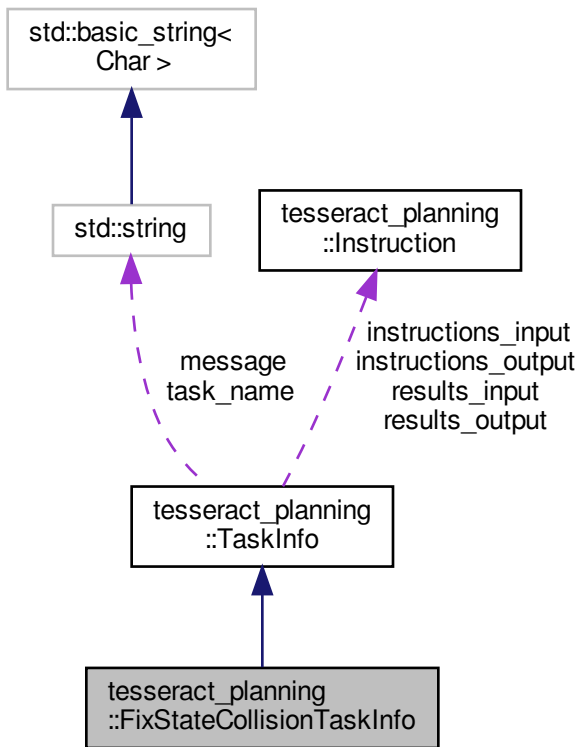 std::basic_string<
Char >
std::string
tesseract_planning
::Instruction
message
task_name
instructions_input
instructions_output
results_input
results_output
tesseract_planning
::TaskInfo
tesseract_planning
::FixStateCollisionTaskInfo